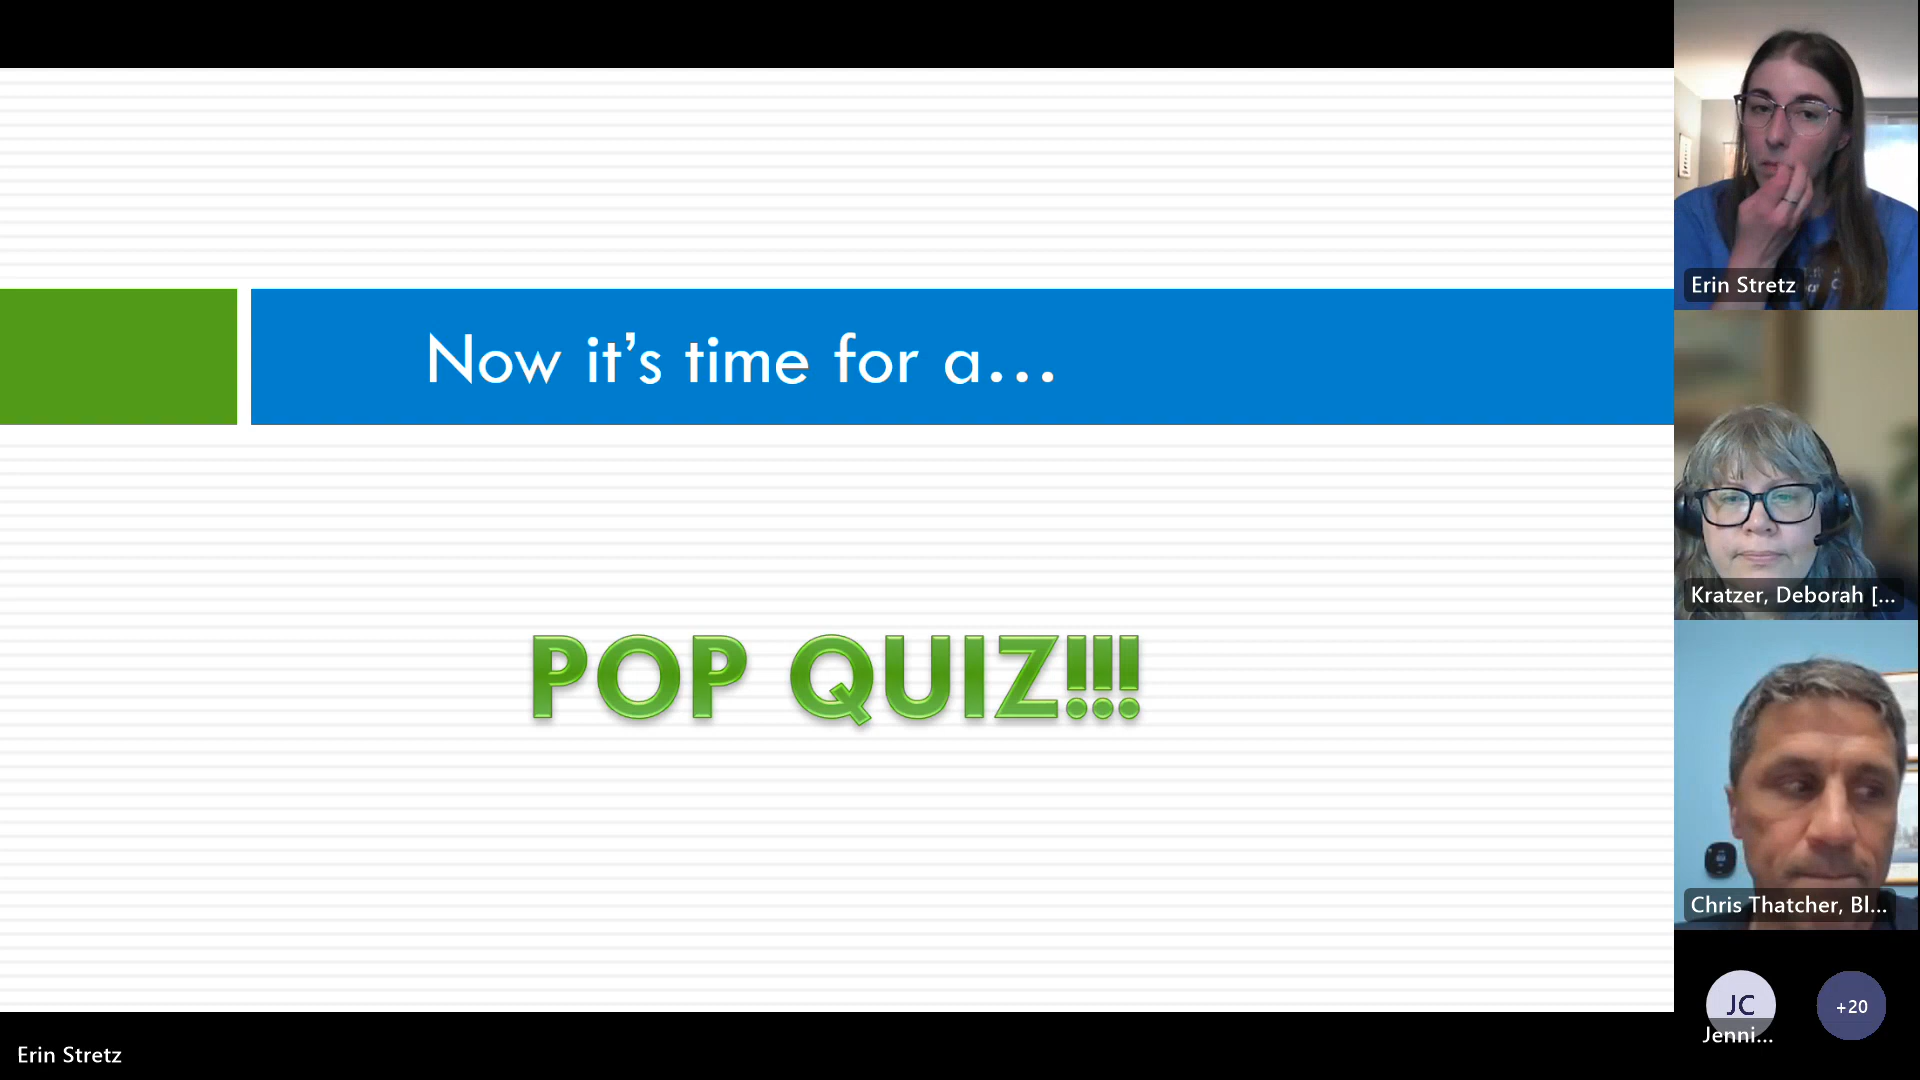 Now it’s time for a...
POP QUIZ!!!
Erin Stretz
Kratzer, Deborah [...
Chris Thatcher, Bl...
JC
Jenni...
+20
Erin Stretz